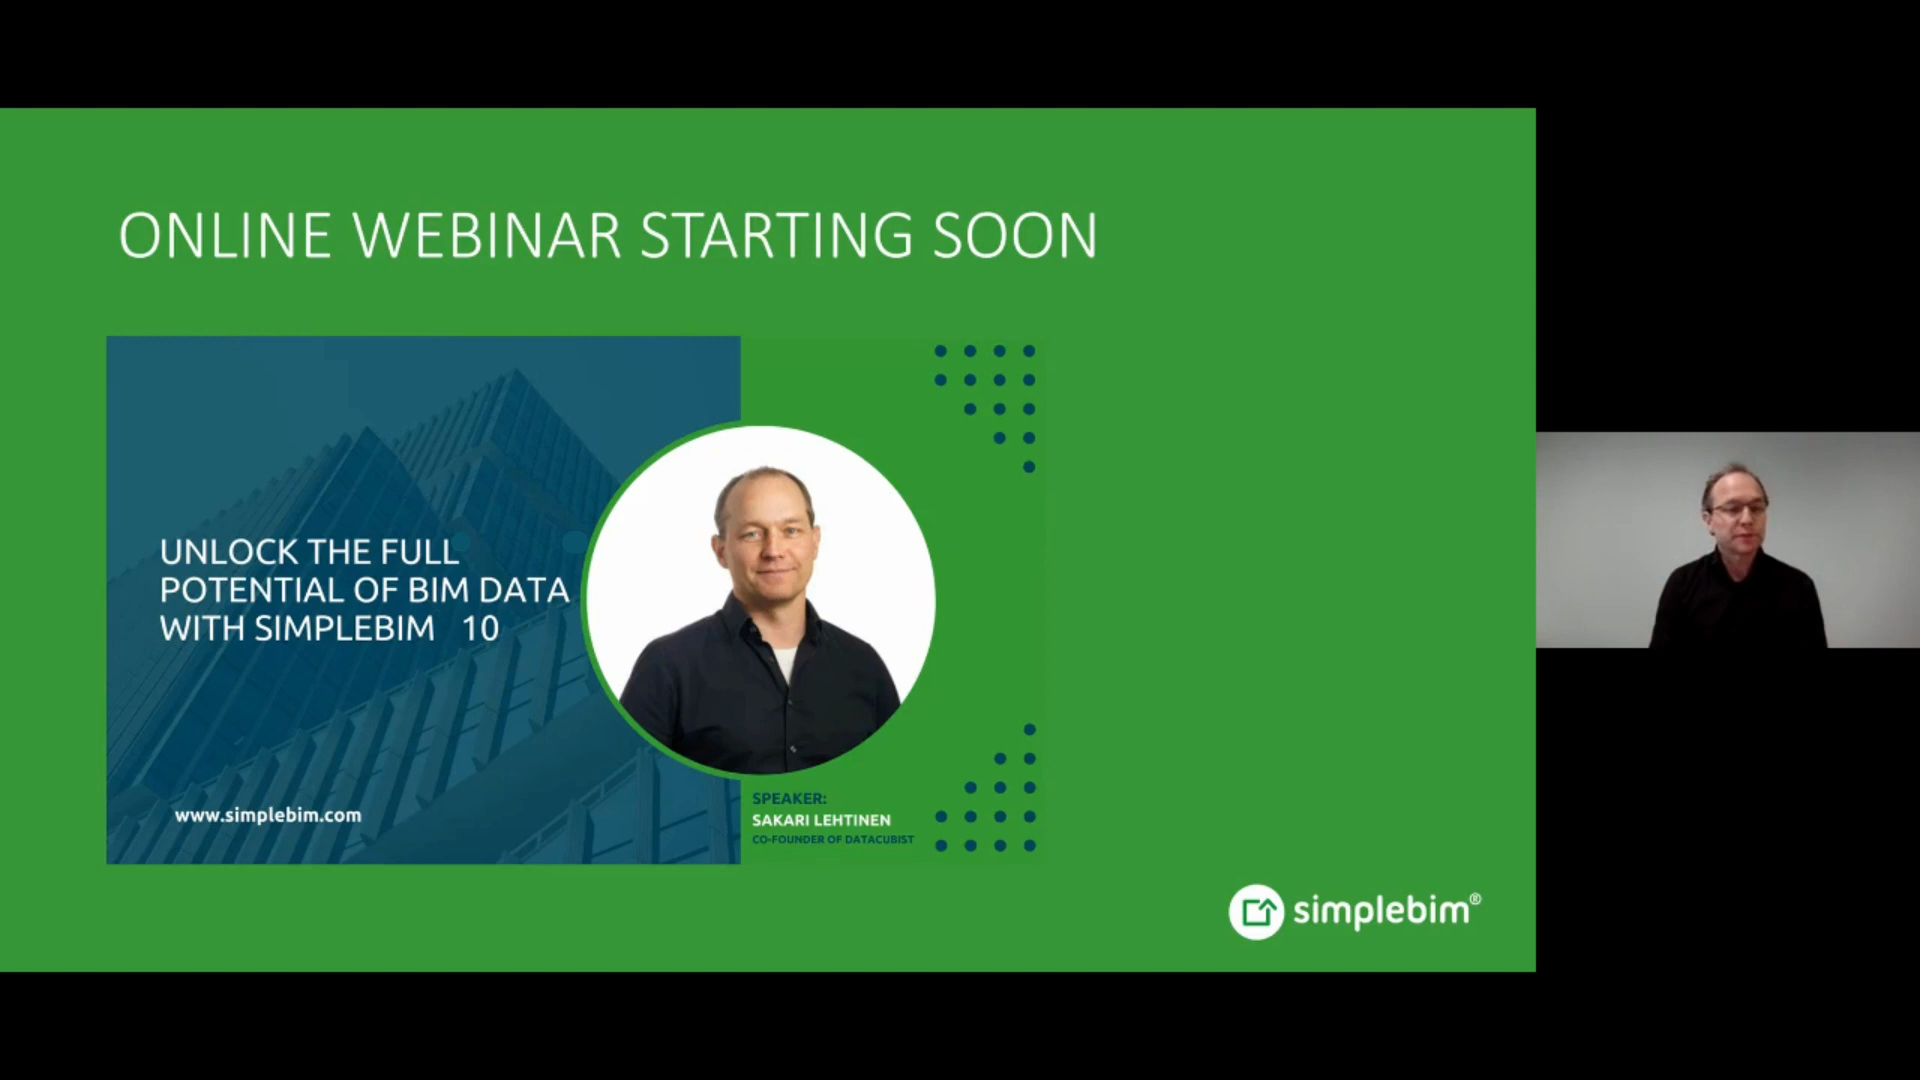 ONLINE WEBINAR STARTING SOON
UNLOCK THE FULL
POTENTIAL OF BIM DATA
WITH SIMPLEBIM 10
www.simplebim.com
SPEAKER:
SAKARI LEHTINEN
CO-FOUNDER OF DATACUBIST
simplebim®